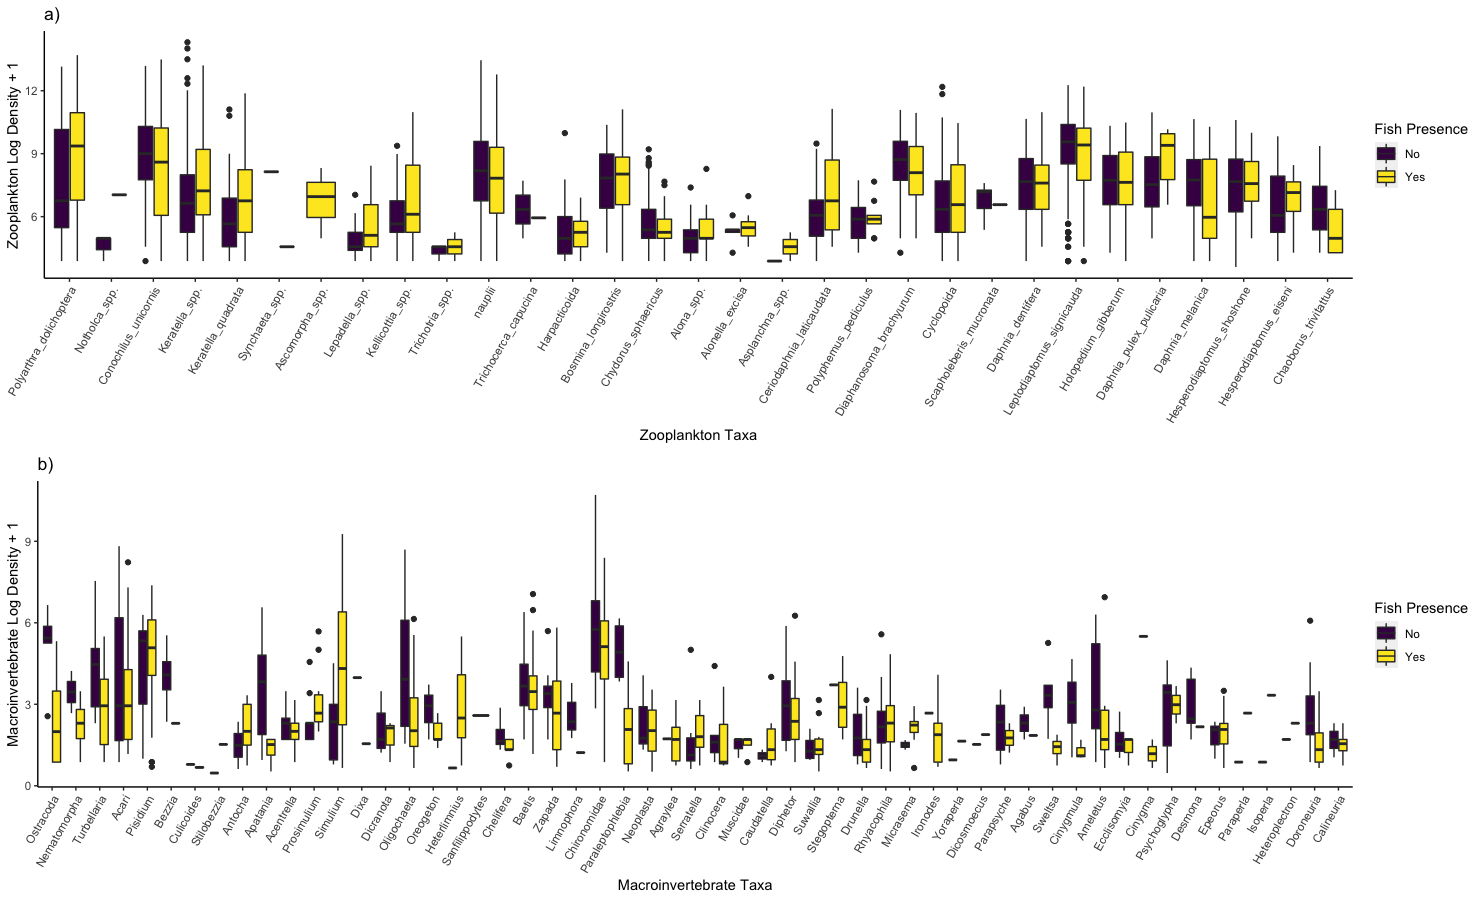 a)
Zooplankton Log Density + 1
12
9
6
Polyarthra_dolichoptera
Notholca_spp.
Conochilus_unicornis
Keratella_spp.
Keratella_quadrata
Synchaeta_spp.
Ascomorpha_spp.
Lepadella_spp.
Kellicottia_spp.
Trichotria_spp.
nauplii
Trichocerca_capucina
Harpacticoida
Bosmina_longirostris
Chydorus_sphaericus
Alona_spp.
Alonella_excisa
Asplanchna_spp.
Ceriodaphnia_laticaudata
Polyphemus_pediculus
Diaphanosoma_brachyurum
Cyclopoida
Scapholeberis_mucronata
Daphnia_dentifera
Leptodiaptomus_signicauda
Holopedium_gibberum
Daphnia_pulex_pulicaria
Daphnia_melanica
Hesperodiaptomus_shoshone
Hesperodiaptomus_eiseni
Chaoborus_trivitattus
Zooplankton Taxa
Fish Presence
No
Yes
b)
Macroinvertebrate Log Density + 1
9
6
3
0
Ostracoda
Nematomorpha
Turbellaria
Acari
Pisidium
Bezzia
Culicoides
Stilobezzia
Antocha
Apatania
Acentrella
Prosimulium
Simulium
Dixa
Dicranota
Oligochaeta
Oreogeton
Heterlimnius
Sanfilippodytes
Chelifera
Baetis
Zapada
Limnophora
Chironomidae
Paraleptophlebia
Neoplasta
Agraylea
Serratella
Clinocera
Muscidae
Caudatella
Diphetor
Suwallia
Stegopterna
Drunella
Rhyacophila
Micrasema
Ironodes
Yoraperla
Dicosmoecus
Parapsyche
Agabus
Sweltsa
Cinygmula
Ameletus
Ecclisomyia
Cinygma
Psychoglypha
Desmona
Epeorus
Paraperla
Isoperla
Heteroplectron
Doroneuria
Calineuria
Macroinvertebrate Taxa
Fish Presence
No
Yes